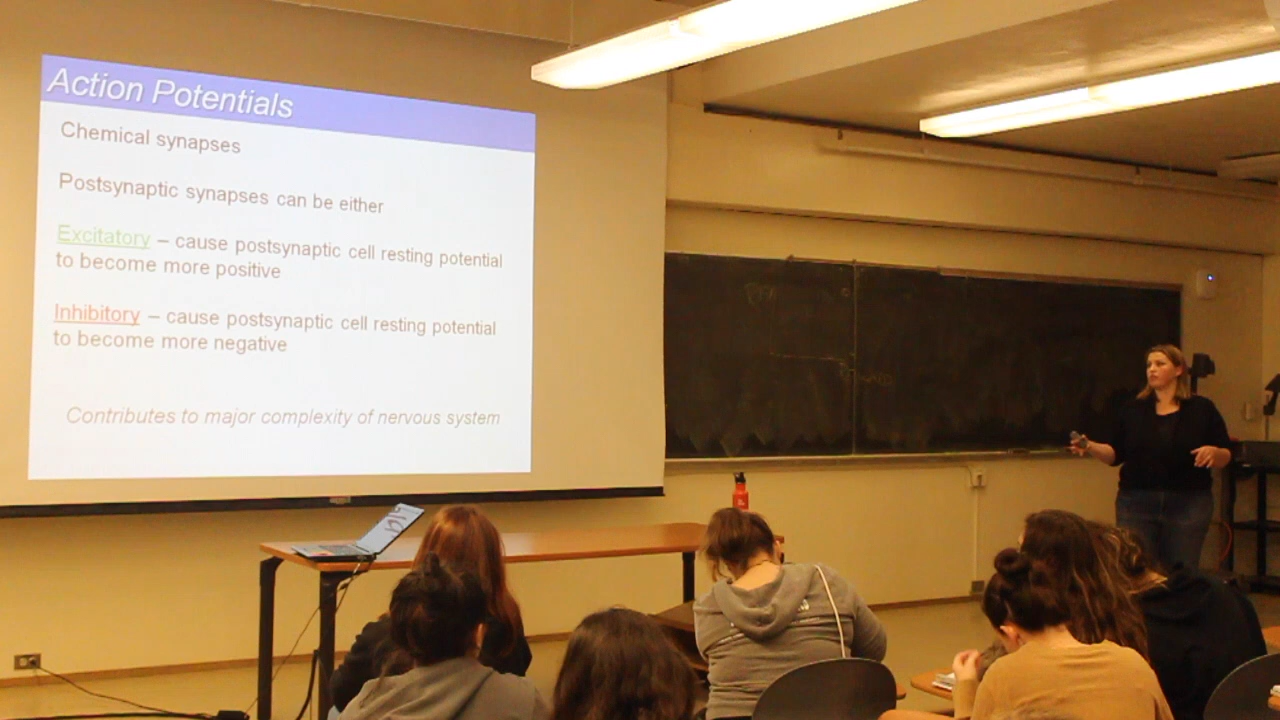 Action Potentials
Chemical synapses
Postsynaptic synapses can be either
Excitatory – cause postsynaptic cell resting potential
to become more positive
Inhibitory – cause postsynaptic cell resting potential
to become more negative
Contributes to major complexity of nervous system